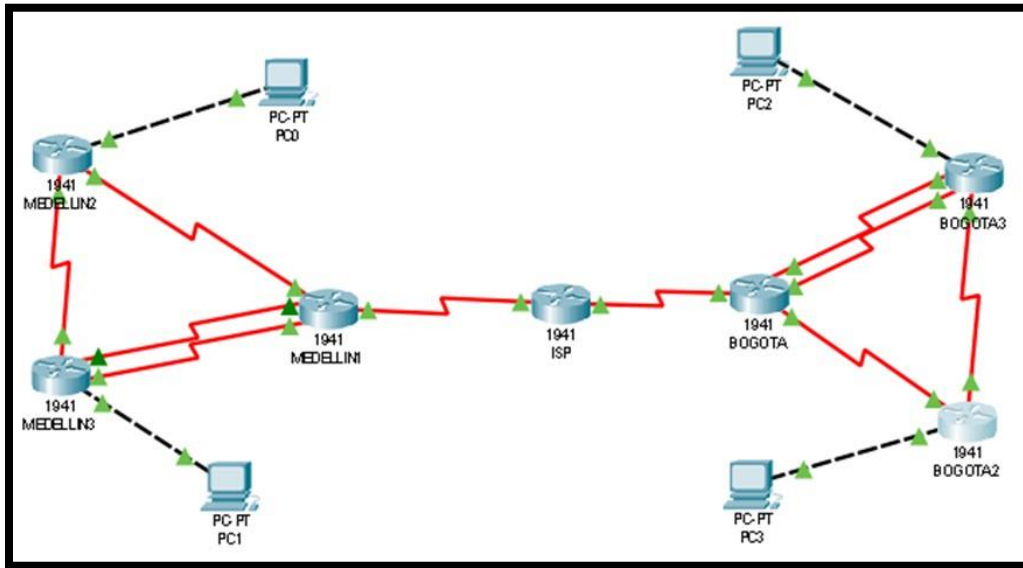 PC-PT
PC0
1941
MEDELLIN2
1941
MEDELLIN1
1941
MEDELLIN3
PC-PT
PC1
1941
ISP
PC-PT
PC2
1941
BOGOTA3
1941
BOGOTA
1941
BOGOTA2
PC-PT
PC3